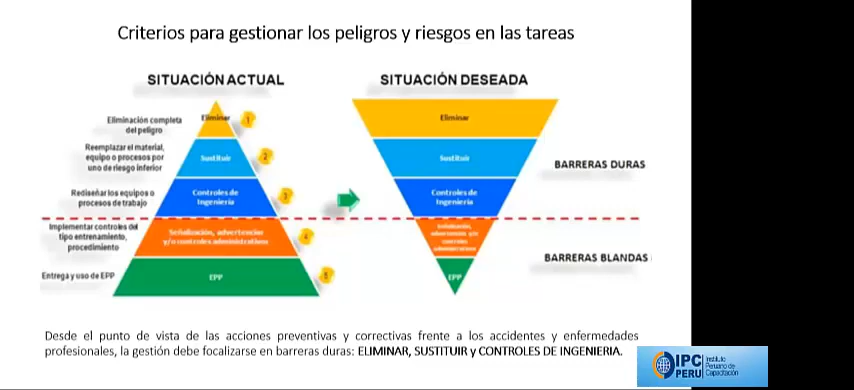 Criterios para gestionar los peligros y riesgos en las tareas
SITUACIÓN ACTUAL
Eliminación completa
del peligro
Reemplazar el material,
equipo o procesos por
uno de riesgo inferior
Rediseñar los equipos o
procesos de trabajo
Implementar controles del
tipo entrenamiento,
procedimiento
Entrega y uso de EPP
Eliminar
1
Sustituir
2
Controles de
Ingeniería
3
Señalización, advertencias
y/o controles administrativos
4
EPP
5
SITUACIÓN DESEADA
Eliminar
Sustituir
Controles de
Ingeniería
Señalización,
advertencias y/o
controles
administrativos
EPP
BARRERAS DURAS
BARRERAS BLANDAS
Desde el punto de vista de las acciones preventivas y correctivas frente a los accidentes y enfermedades
profesionales, la gestión debe focalizarse en barreras duras: ELIMINAR, SUSTITUIR y CONTROLES DE INGENIERIA.
IPC
PERU
Instituto
Peruano de
Capacitación